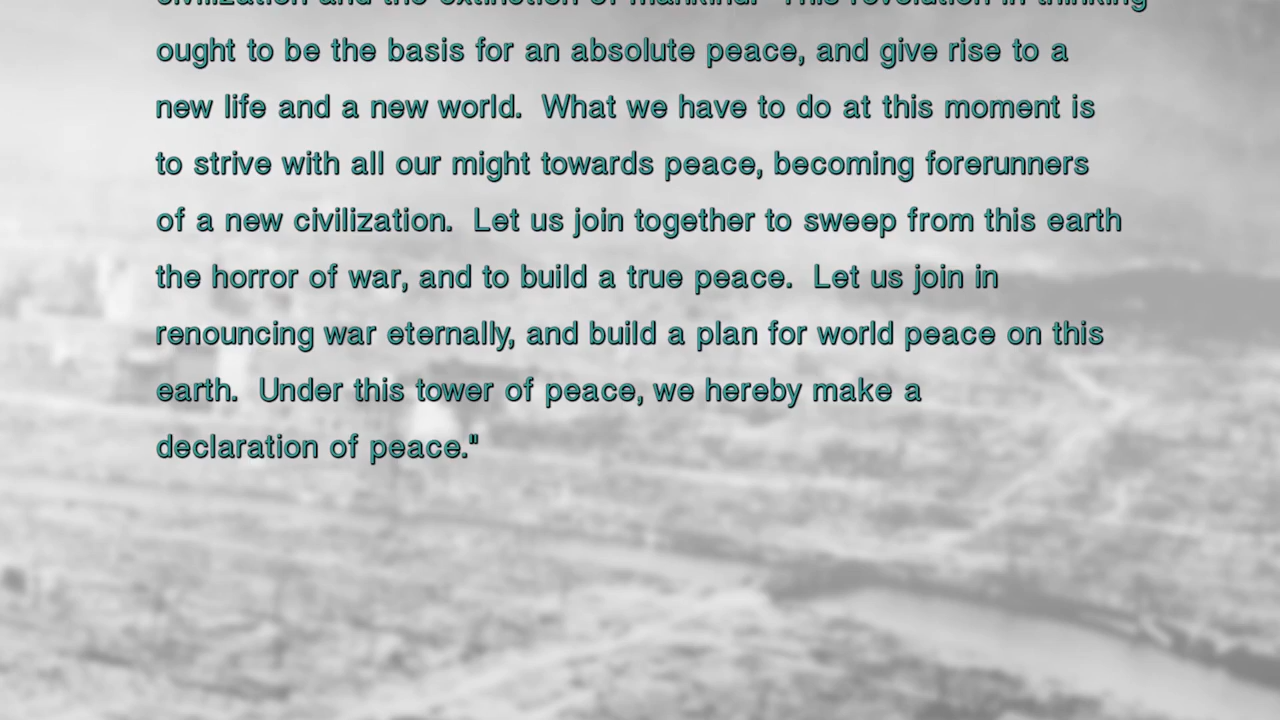 civilization and the extinction of mankind.  This revolution in thinking
ought to be the basis for an absolute peace, and give rise to a
new life and a new world.  What we have to do at this moment is
to strive with all our might towards peace, becoming forerunners
of a new civilization.  Let us join together to sweep from this earth
the horror of war, and to build a true peace.  Let us join in
renouncing war eternally, and build a plan for world peace on this
earth.  Under this tower of peace, we hereby make a
declaration of peace."